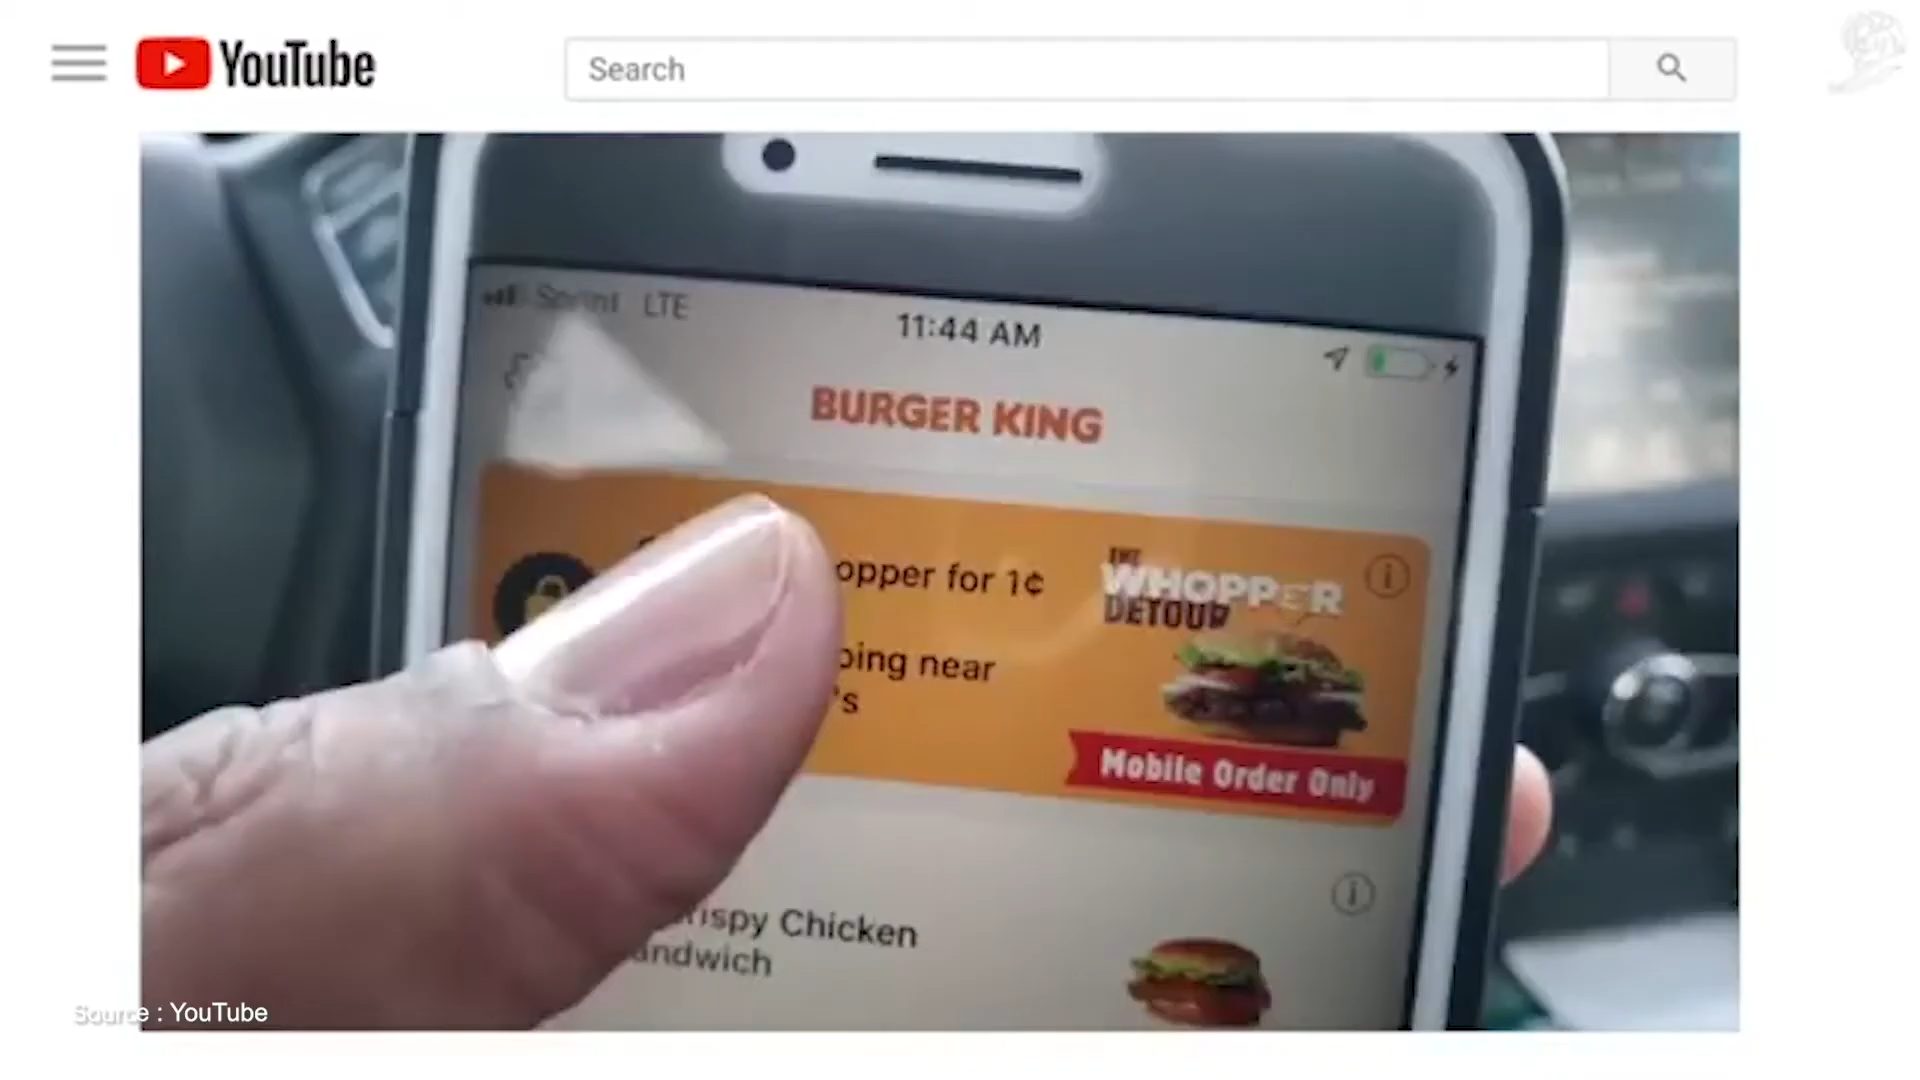 YouTube
Search
Sprint LTE
11:44 AM
BURGER KING
opper for 1¢
ping near
's
THE
WHOPPER
DETOUR
Mobile Order Only
rispy Chicken
andwich
Source : YouTube